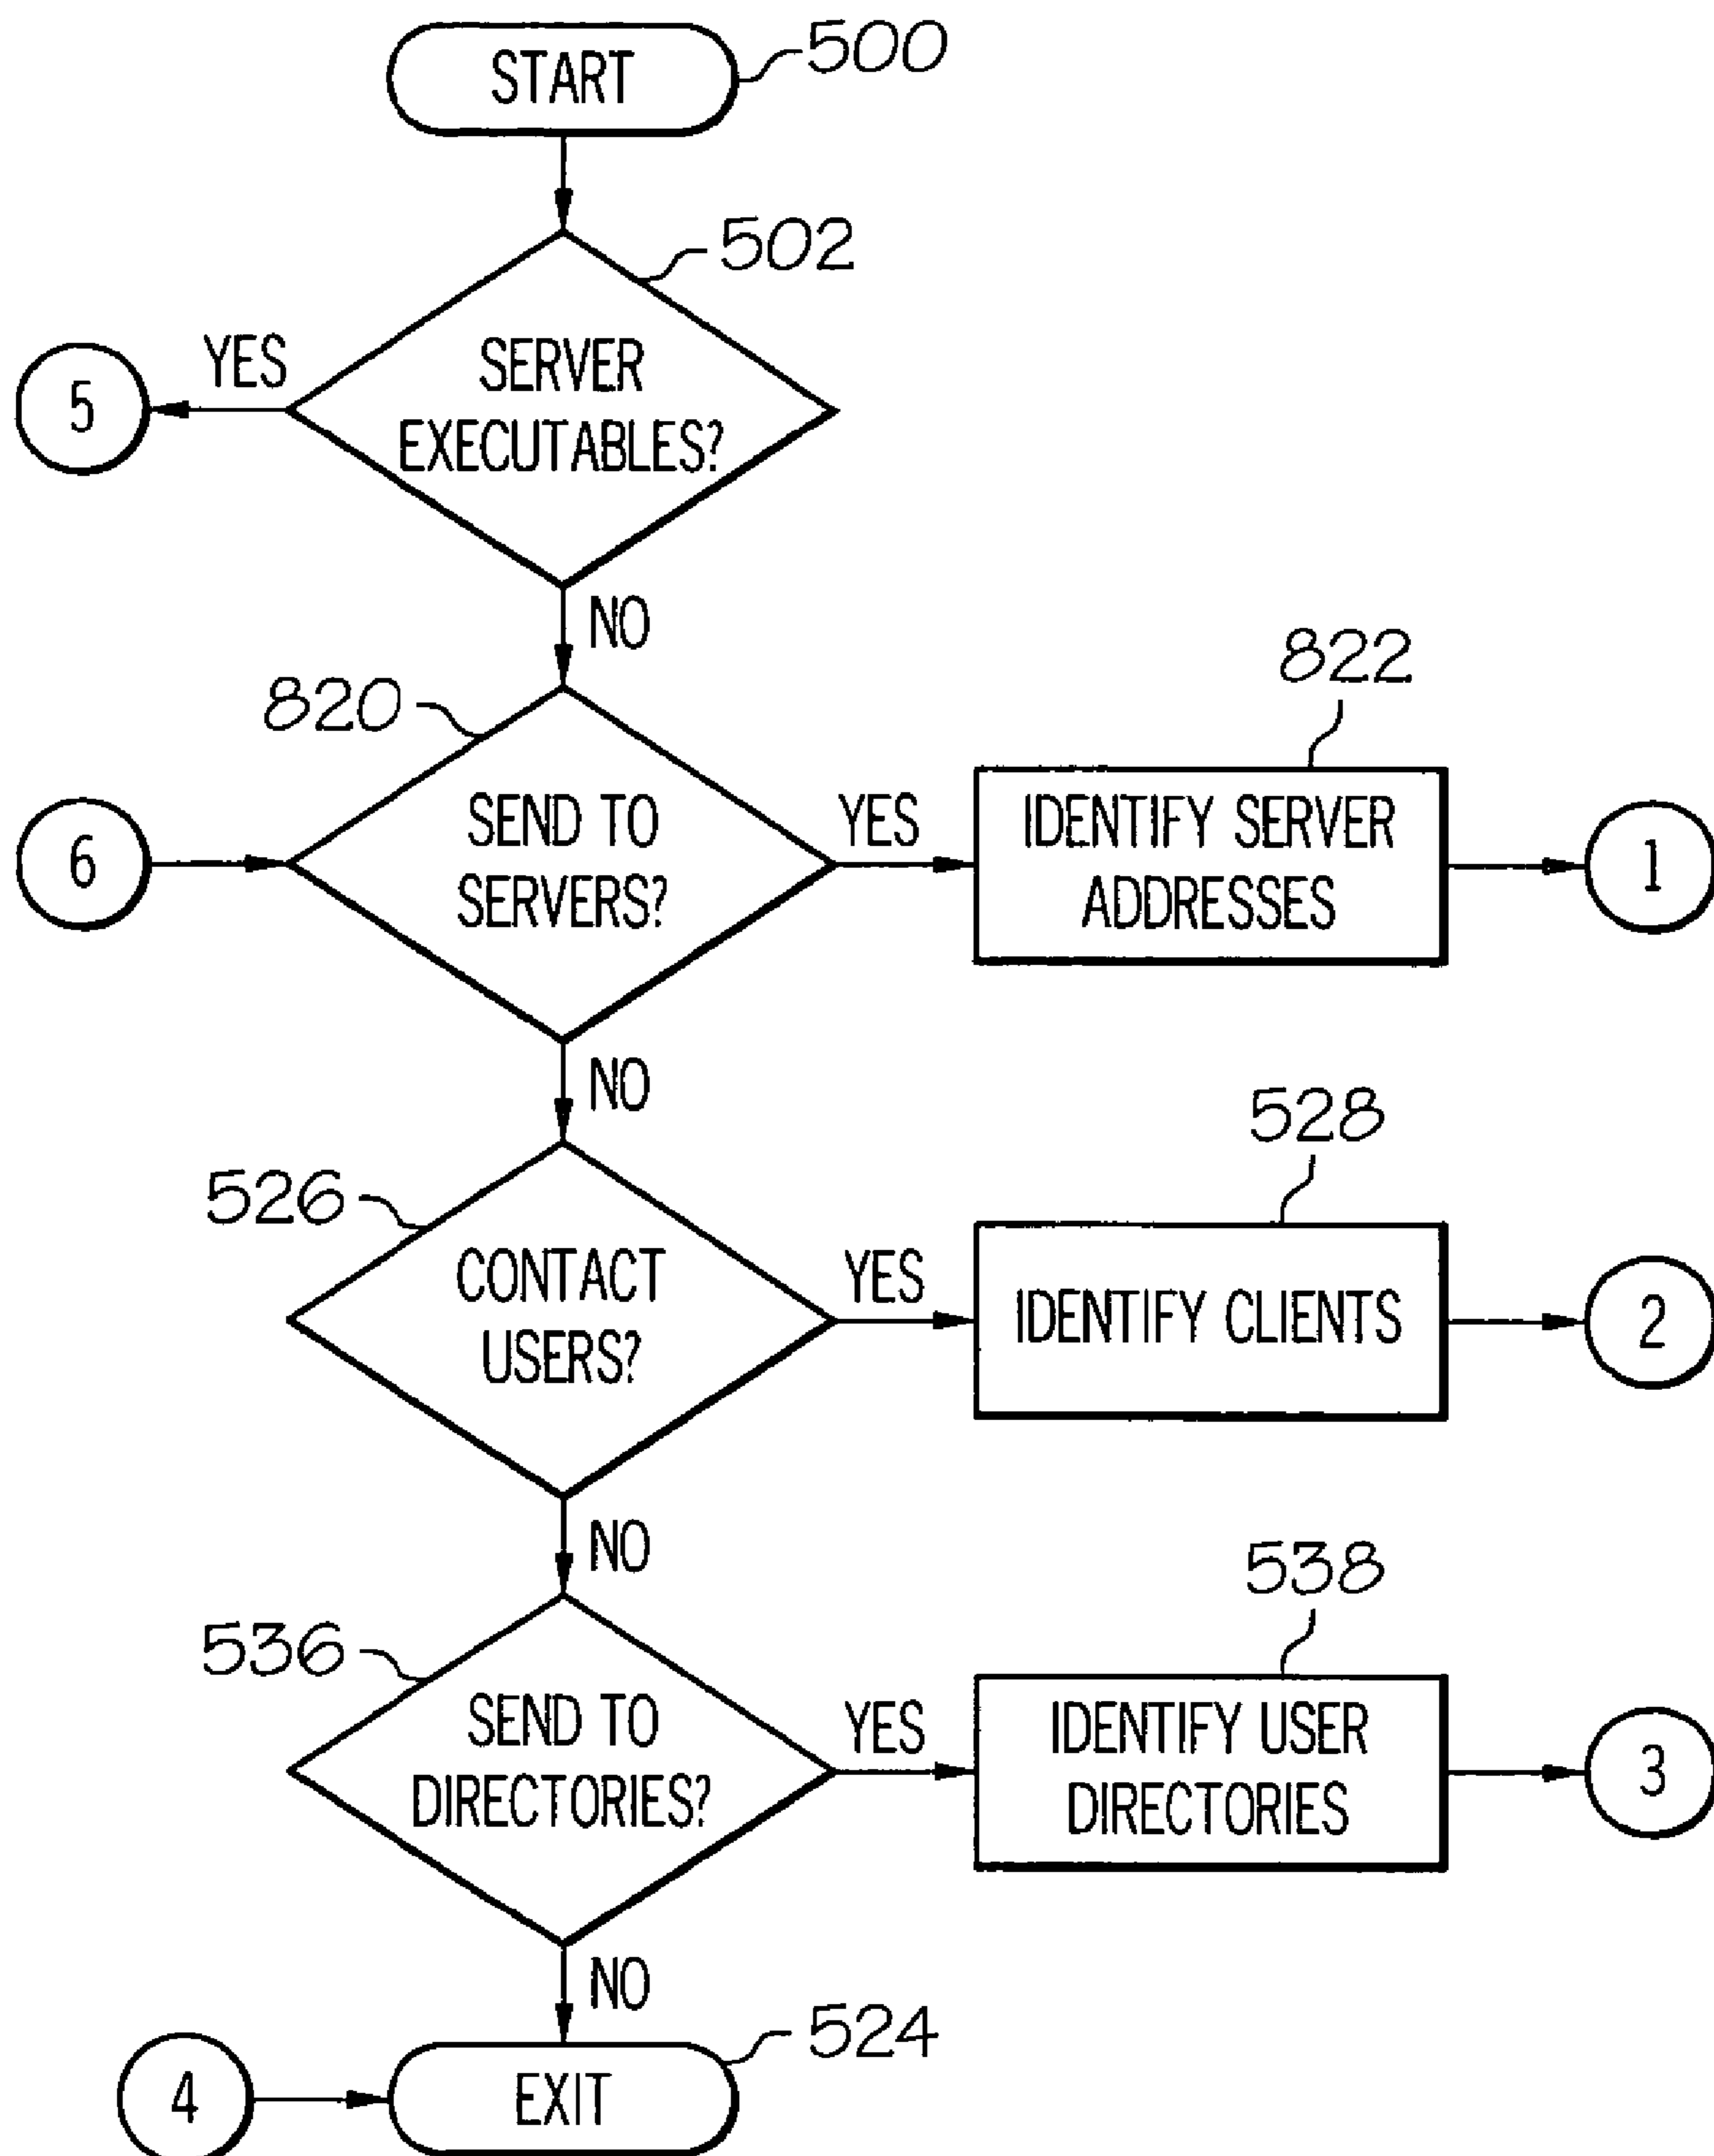 START
500
502
YES
5
SERVER
EXECUTABLES?
NO
820
822
6
SEND TO
SERVERS?
YES
IDENTIFY SERVER
ADDRESSES
1
NO
526
528
CONTACT
USERS?
YES
IDENTIFY CLIENTS
2
NO
536
538
SEND TO
DIRECTORIES?
YES
IDENTIFY USER
DIRECTORIES
3
NO
524
4
EXIT